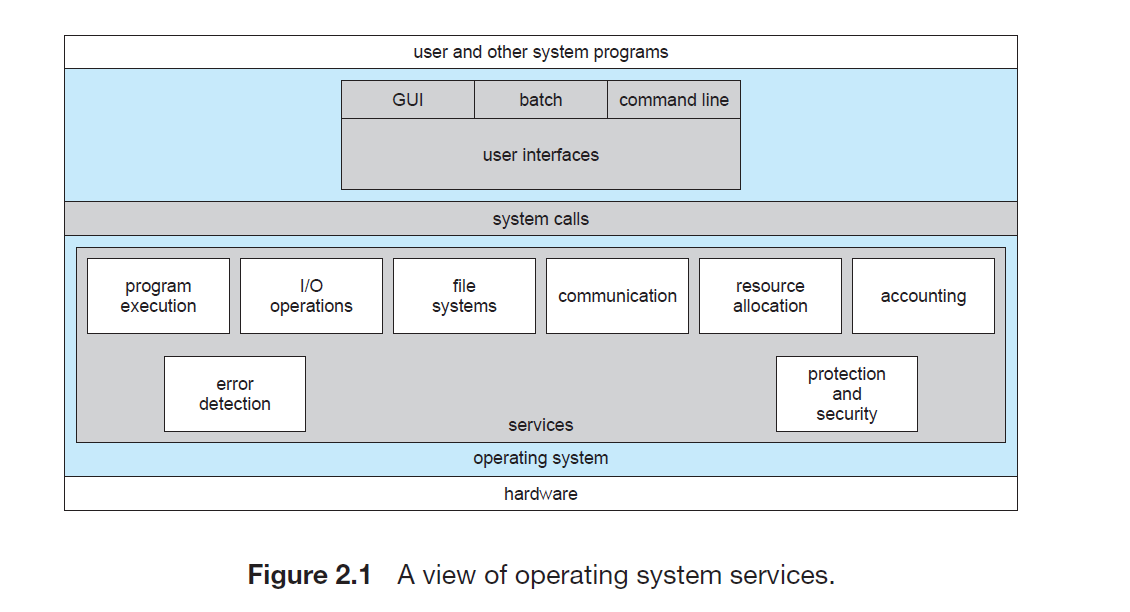 user and other system programs
GUI
batch
command line
user interfaces
system calls
program
execution
I/O
operations
file
systems
communication
resource
allocation
accounting
error
detection
protection
and
security
services
operating system
hardware
Figure 2.1 A view of operating system services.